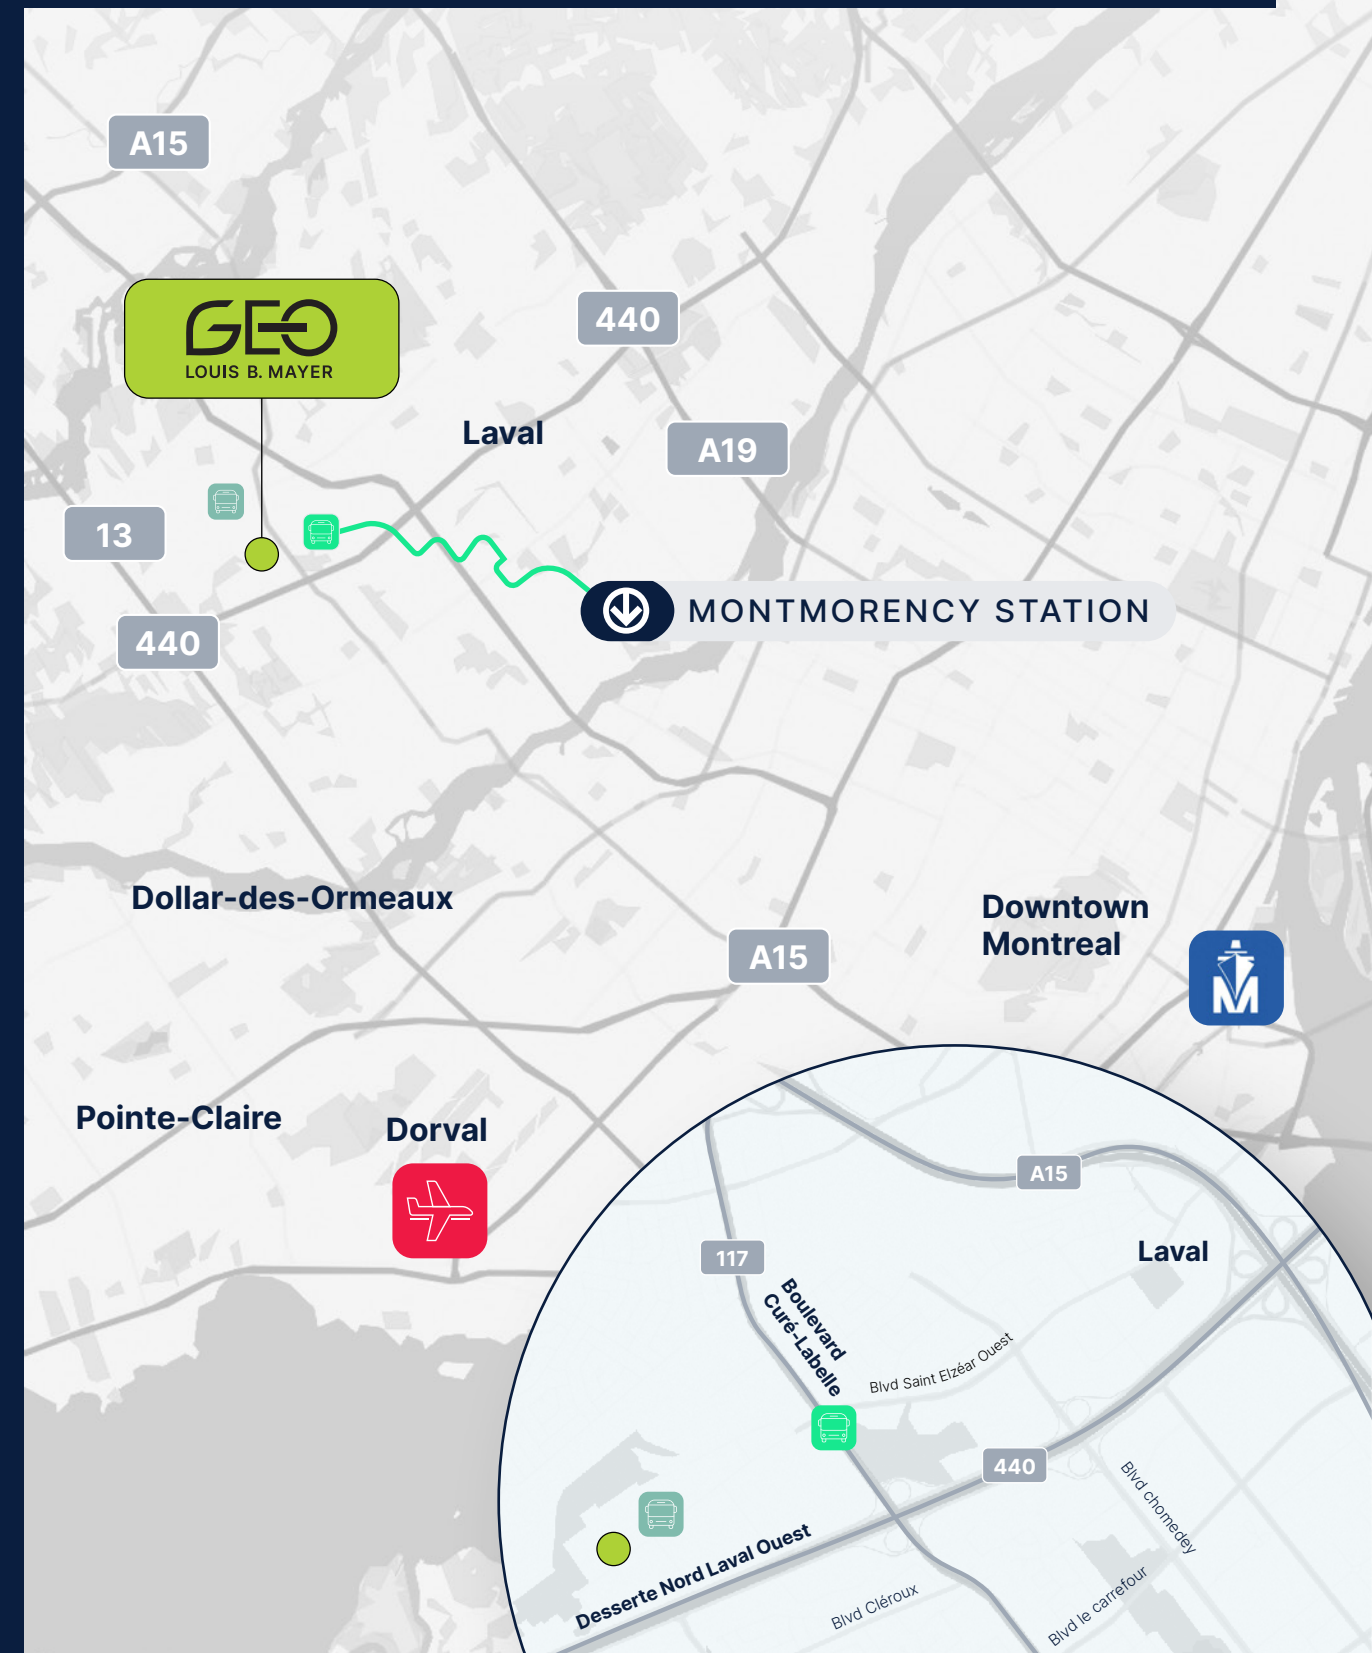 A15
GEO
LOUIS B. MAYER
440
Laval
A19
13
MONTMORENCY STATION
440
Dollar-des-Ormeaux
Downtown
Montreal
A15
M
Pointe-Claire
Dorval
A15
Laval
117
Boulevard
Curé-Labelle
Blvd Saint Elzéar Ouest
440
Blvd chomedey
Desserte Nord Laval Ouest
Blvd Cléroux
Blvd le carrefour